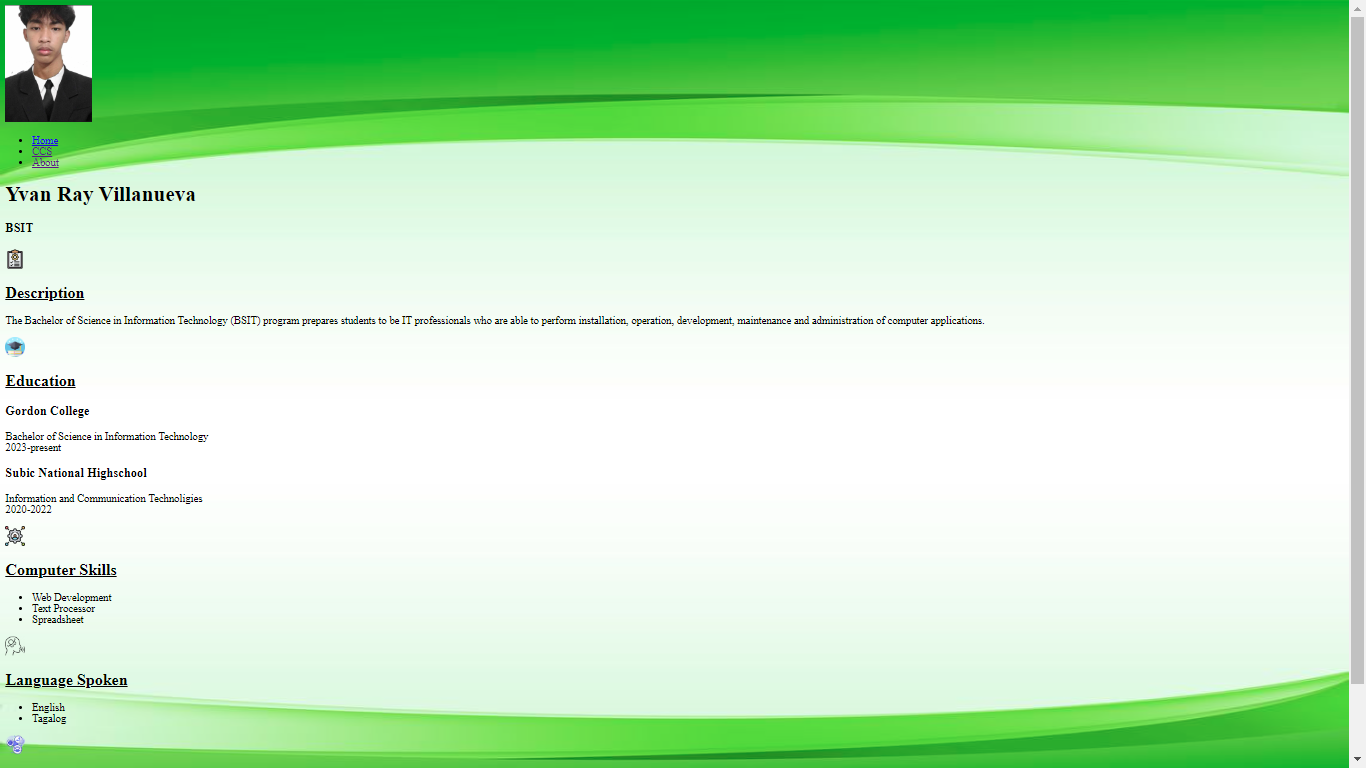 Home
CCS
About
Yvan Ray Villanueva
BSIT
Description
The Bachelor of Science in Information Technology (BSIT) program prepares students to be IT professionals who are able to perform installation, operation, development, maintenance and administration of computer applications.
Education
Gordon College
Bachelor of Science in Information Technology
2023-present
Subic National Highschool
Information and Communication Technoligies
2020-2022
Computer Skills
Web Development
Text Processor
Spreadsheet
Language Spoken
English
Tagalog